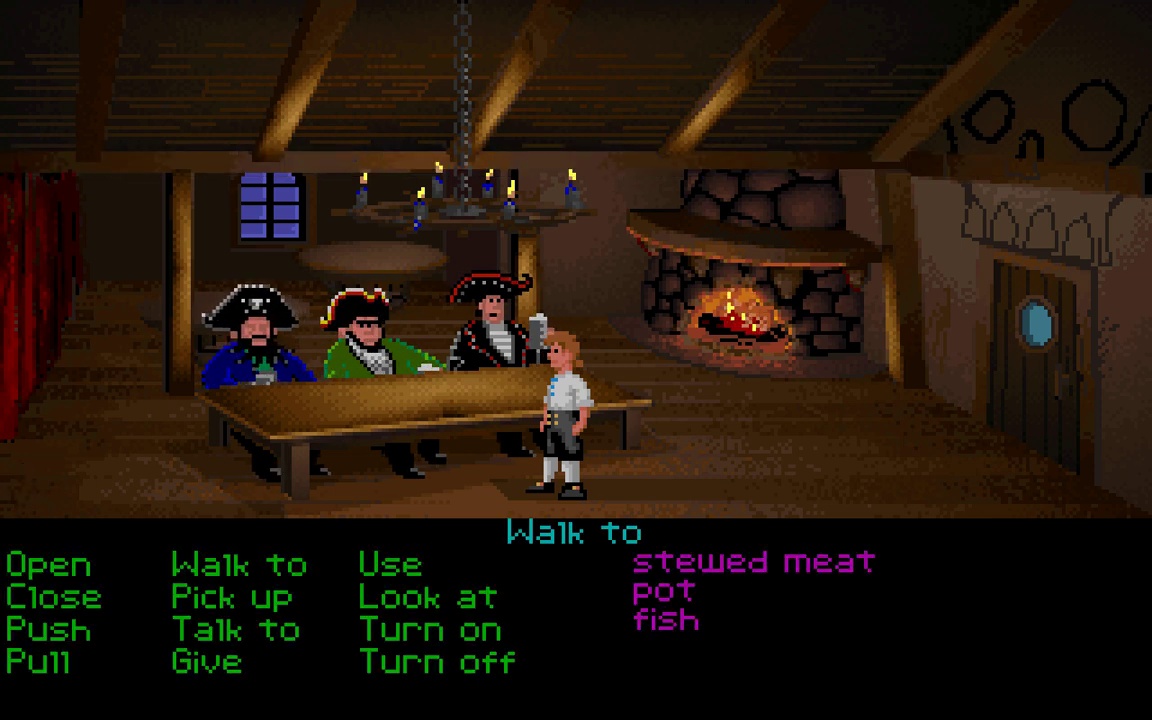 Walk to
Open Walk to Use stewed meat
Close Pick up Look at pot
Push Talk to Turn on fish
Pull Give Turn off